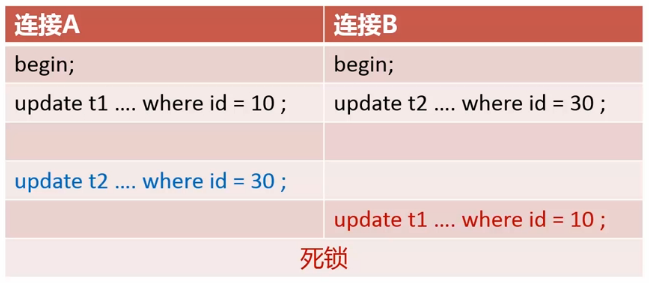 连接A 连接B
begin; begin;
update t1 .... where id = 10 ; update t2 .... where id = 30 ;
update t2 .... where id = 30 ;
update t1 .... where id = 10 ;
死锁